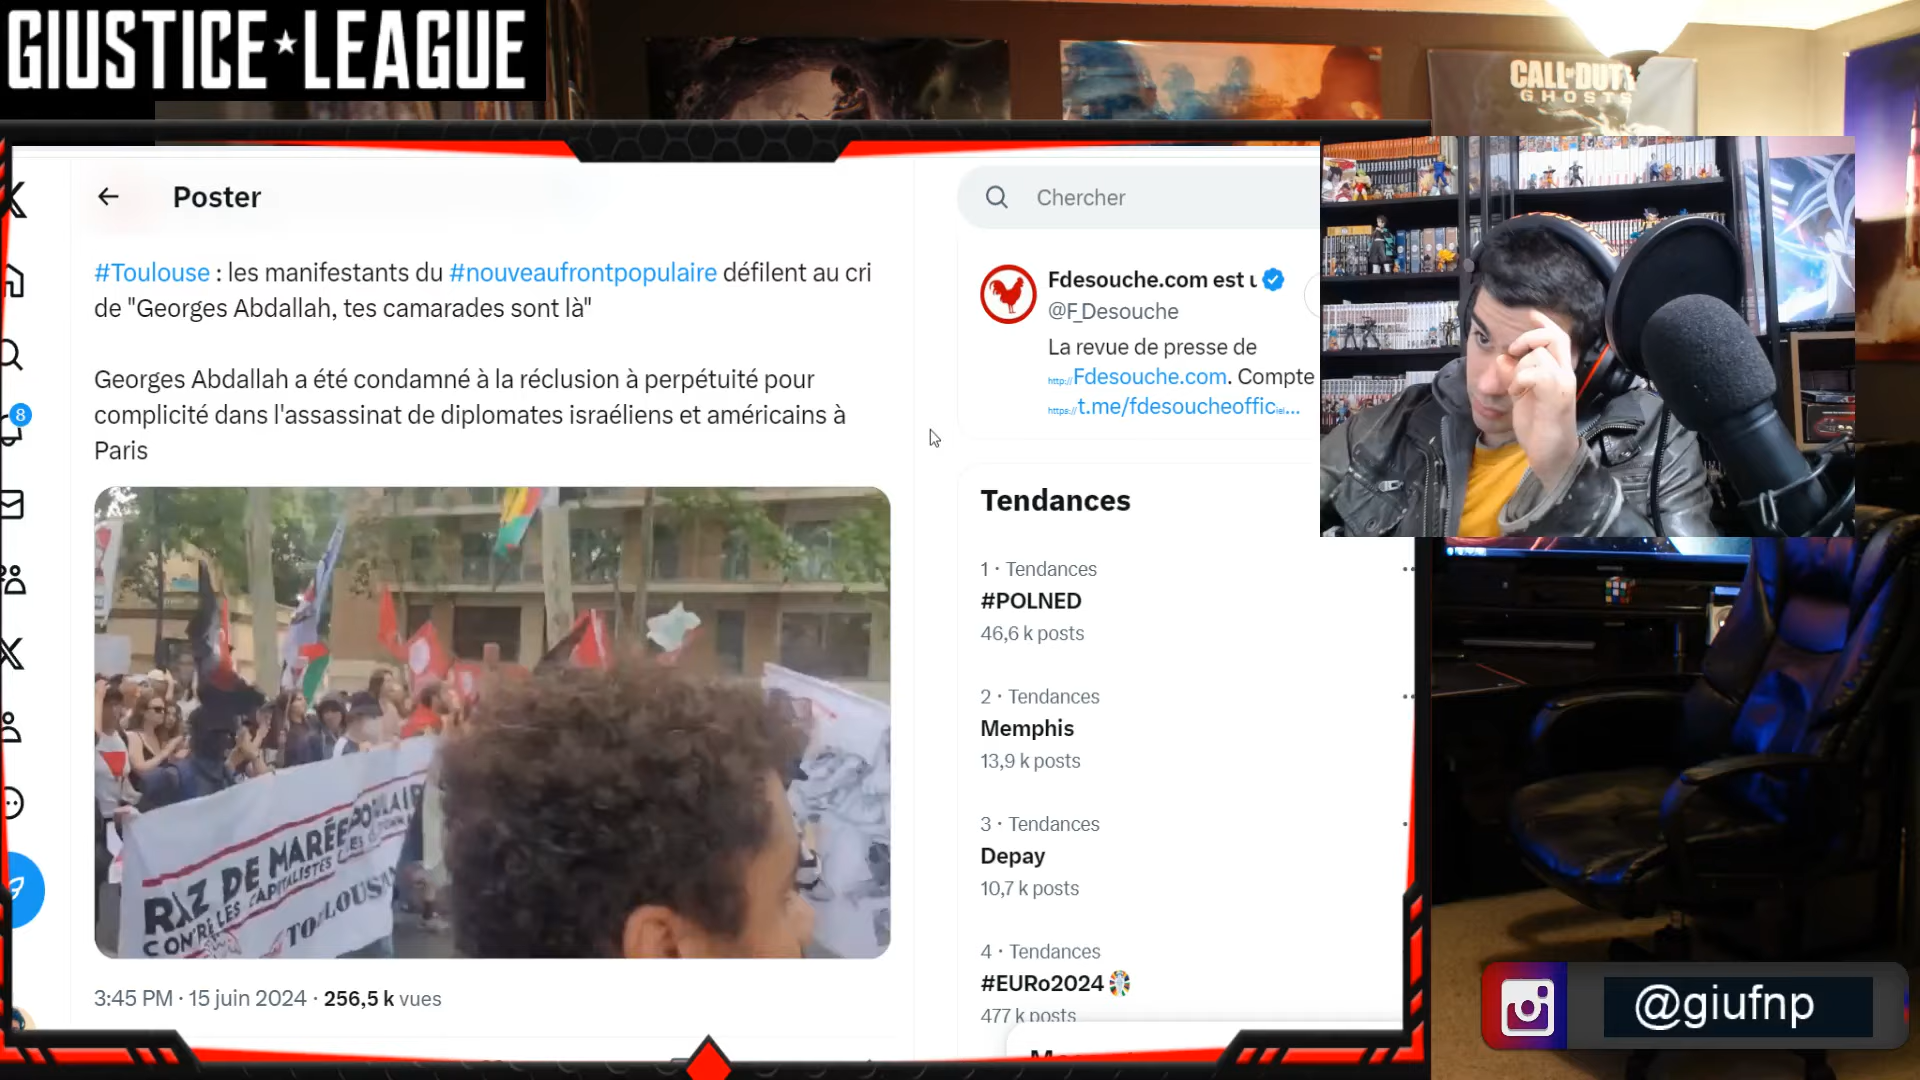 GIUSTICE★LEAGUE
CALL OF DUTY
GHOSTS
Poster
Chercher
#Toulouse : les manifestants du #nouveaufrontpopulaire défilent au cri
de "Georges Abdallah, tes camarades sont là"
Georges Abdallah a été condamné à la réclusion à perpétuité pour
complicité dans l'assassinat de diplomates israéliens et américains à
Paris
RAZ DE MARÉE POPULAIRE
CONTRE LES CAPITALISTES
TOULOUSE
3:45 PM · 15 juin 2024 · 256,5 k vues
8
Fdesouche.com est
@F_Desouche
La revue de presse de
http://Fdesouche.com. Compte
https://t.me/fdesoucheofficiel…
Tendances
1 · Tendances
#POLNED
46,6 k posts
2 · Tendances
Memphis
13,9 k posts
3 · Tendances
Depay
10,7 k posts
4 · Tendances
#EURo2024
477 k posts
@giufnp